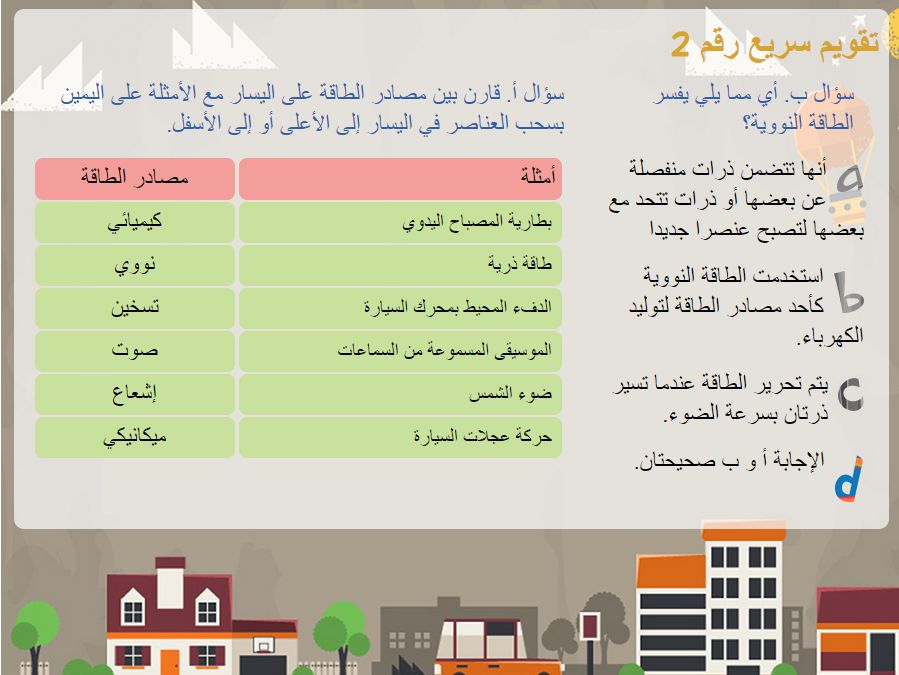 تقويم سريع رقم 2
سؤال ب. أي مما يلي يفسر
الطاقة النووية؟
a أنها تتضمن ذرات منفصلة
عن بعضها أو ذرات تتحد مع
بعضها لتصبح عنصرا جديدا
b استخدمت الطاقة النووية
كأحد مصادر الطاقة لتوليد
الكهرباء.
c يتم تحرير الطاقة عندما تسير
ذرتان بسرعة الضوء.
d الإجابة أ و ب صحيحتان.
سؤال أ. قارن بين مصادر الطاقة على اليسار مع الأمثلة على اليمين
بسحب العناصر في اليسار إلى الأعلى أو إلى الأسفل.
أمثلة مصادر الطاقة
بطارية المصباح اليدوي كيميائي
طاقة ذرية نووي
الدفء المحيط بمحرك السيارة تسخين
الموسيقى المسموعة من السماعات صوت
ضوء الشمس إشعاع
حركة عجلات السيارة ميكانيكي